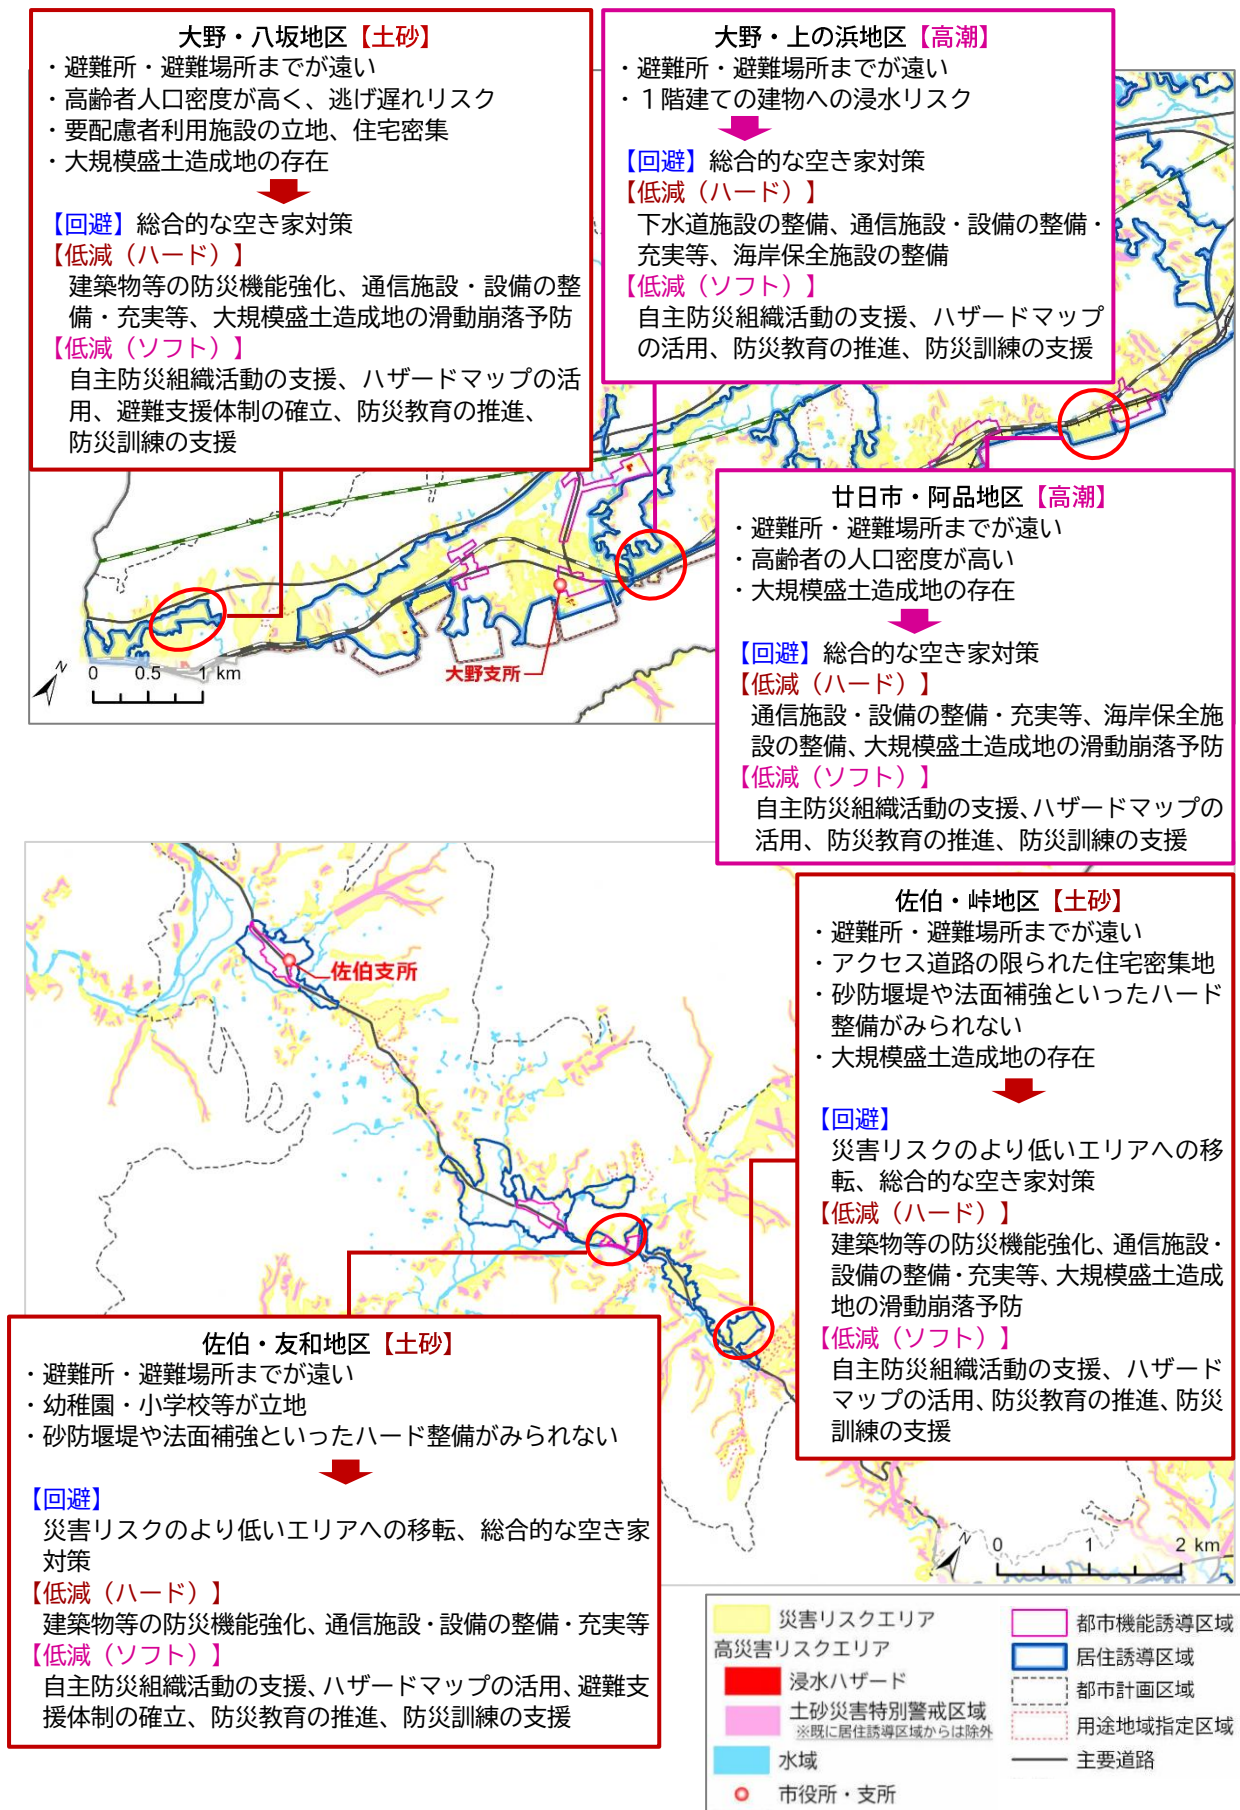 大野・八坂地区【土砂】
・避難所・避難場所までが遠い
・高齢者人口密度が高く、逃げ遅れリスク
・要配慮者利用施設の立地、住宅密集
・大規模盛土造成地の存在
【回避】総合的な空き家対策
【低減（ハード）】
建築物等の防災機能強化、通信施設・設備の整
備・充実等、大規模盛土造成地の滑動崩落予防
【低減（ソフト）】
自主防災組織活動の支援、ハザードマップの活
用、避難支援体制の確立、防災教育の推進、
防災訓練の支援
大野・上の浜地区【高潮】
・避難所・避難場所までが遠い
・１階建ての建物への浸水リスク
【回避】総合的な空き家対策
【低減（ハード）】
下水道施設の整備、通信施設・設備の整備・
充実等、海岸保全施設の整備
【低減（ソフト）】
自主防災組織活動の支援、ハザードマップ
の活用、防災教育の推進、防災訓練の支援
廿日市・阿品地区【高潮】
・避難所・避難場所までが遠い
・高齢者の人口密度が高い
・大規模盛土造成地の存在
【回避】総合的な空き家対策
【低減（ハード）】
通信施設・設備の整備・充実等、海岸保全施
設の整備、大規模盛土造成地の滑動崩落予防
【低減（ソフト）】
自主防災組織活動の支援、ハザードマップの
活用、防災教育の推進、防災訓練の支援
大野支所
N
0 0.5 1 km
佐伯支所
佐伯・峠地区【土砂】
・避難所・避難場所までが遠い
・アクセス道路の限られた住宅密集地
・砂防堰堤や法面補強といったハード
整備がみられない
・大規模盛土造成地の存在
【回避】
災害リスクのより低いエリアへの移
転、総合的な空き家対策
【低減（ハード）】
建築物等の防災機能強化、通信施設・
設備の整備・充実等、大規模盛土造成
地の滑動崩落予防
【低減（ソフト）】
自主防災組織活動の支援、ハザード
マップの活用、防災教育の推進、防災
訓練の支援
佐伯・友和地区【土砂】
・避難所・避難場所までが遠い
・幼稚園・小学校等が立地
・砂防堰堤や法面補強といったハード整備がみられない
【回避】
災害リスクのより低いエリアへの移転、総合的な空き家
対策
【低減（ハード）】
建築物等の防災機能強化、通信施設・設備の整備・充実等
【低減（ソフト）】
自主防災組織活動の支援、ハザードマップの活用、避難支
援体制の確立、防災教育の推進、防災訓練の支援
N
0 1 2 km
災害リスクエリア
高災害リスクエリア
浸水ハザード
土砂災害特別警戒区域
※既に居住誘導区域からは除外
水域
市役所・支所
都市機能誘導区域
居住誘導区域
都市計画区域
用途地域指定区域
主要道路